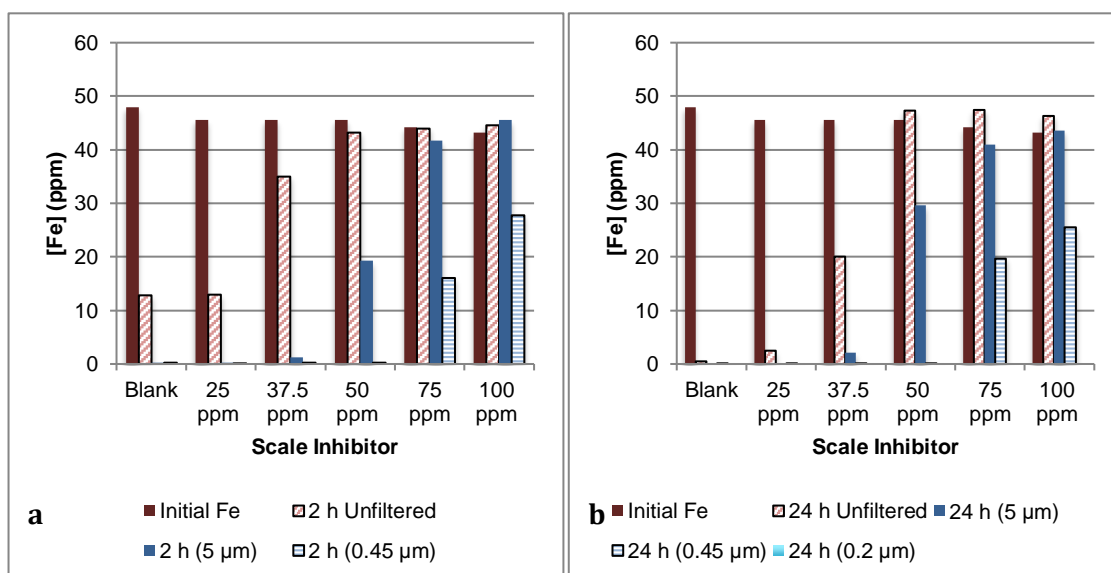 60
50
40
30
20
10
0
[Fe] (ppm)
Blank 25 37.5 50 75 100
ppm ppm ppm ppm ppm
Scale Inhibitor
a
Initial Fe 2 h Unfiltered
2 h (5 µm) 2 h (0.45 µm)
60
50
40
30
20
10
0
[Fe] (ppm)
Blank 25 37.5 50 75 100
ppm ppm ppm ppm ppm
Scale Inhibitor
b
Initial Fe 24 h Unfiltered 24 h (5 µm)
24 h (0.45 µm) 24 h (0.2 µm)